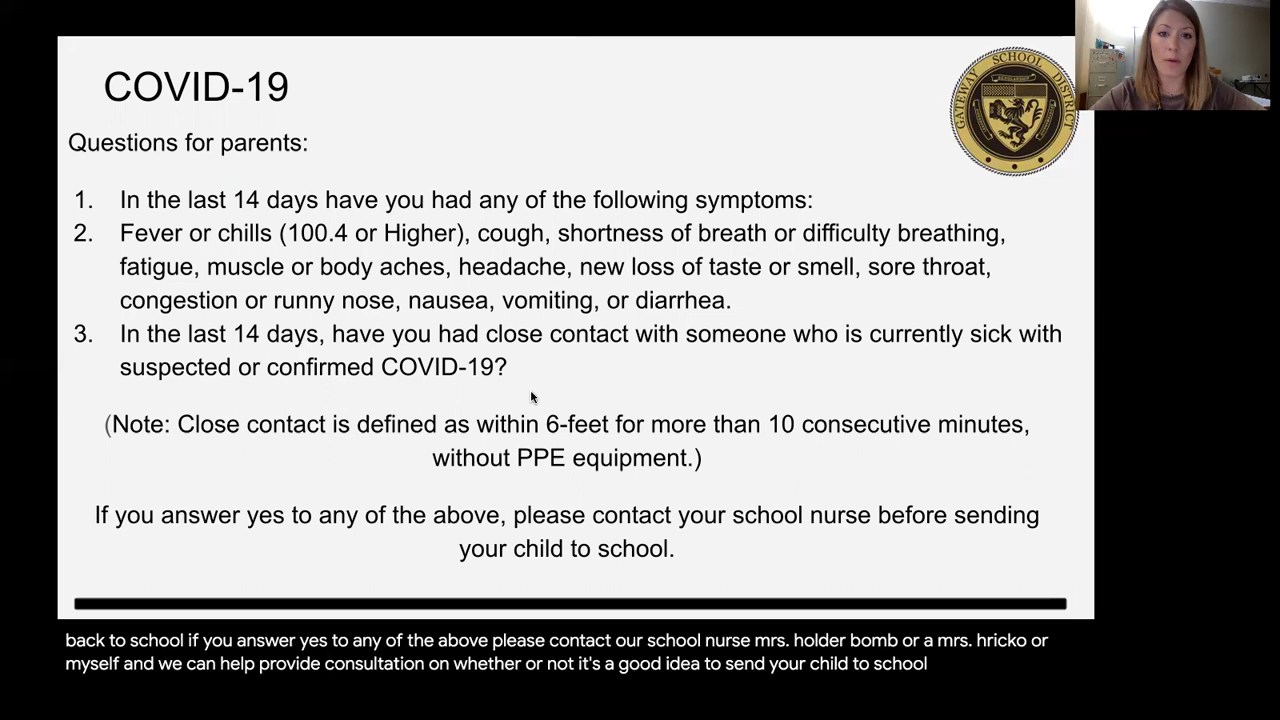 COVID-19
GATEWAY SCHOOL DISTRICT
Questions for parents:
1. In the last 14 days have you had any of the following symptoms:
2. Fever or chills (100.4 or Higher), cough, shortness of breath or difficulty breathing,
fatigue, muscle or body aches, headache, new loss of taste or smell, sore throat,
congestion or runny nose, nausea, vomiting, or diarrhea.
3. In the last 14 days, have you had close contact with someone who is currently sick with
suspected or confirmed COVID-19?
(Note: Close contact is defined as within 6-feet for more than 10 consecutive minutes,
without PPE equipment.)
If you answer yes to any of the above, please contact your school nurse before sending
your child to school.
back to school if you answer yes to any of the above please contact our school nurse mrs. holder bomb or a mrs. hricko or
myself and we can help provide consultation on whether or not it's a good idea to send your child to school